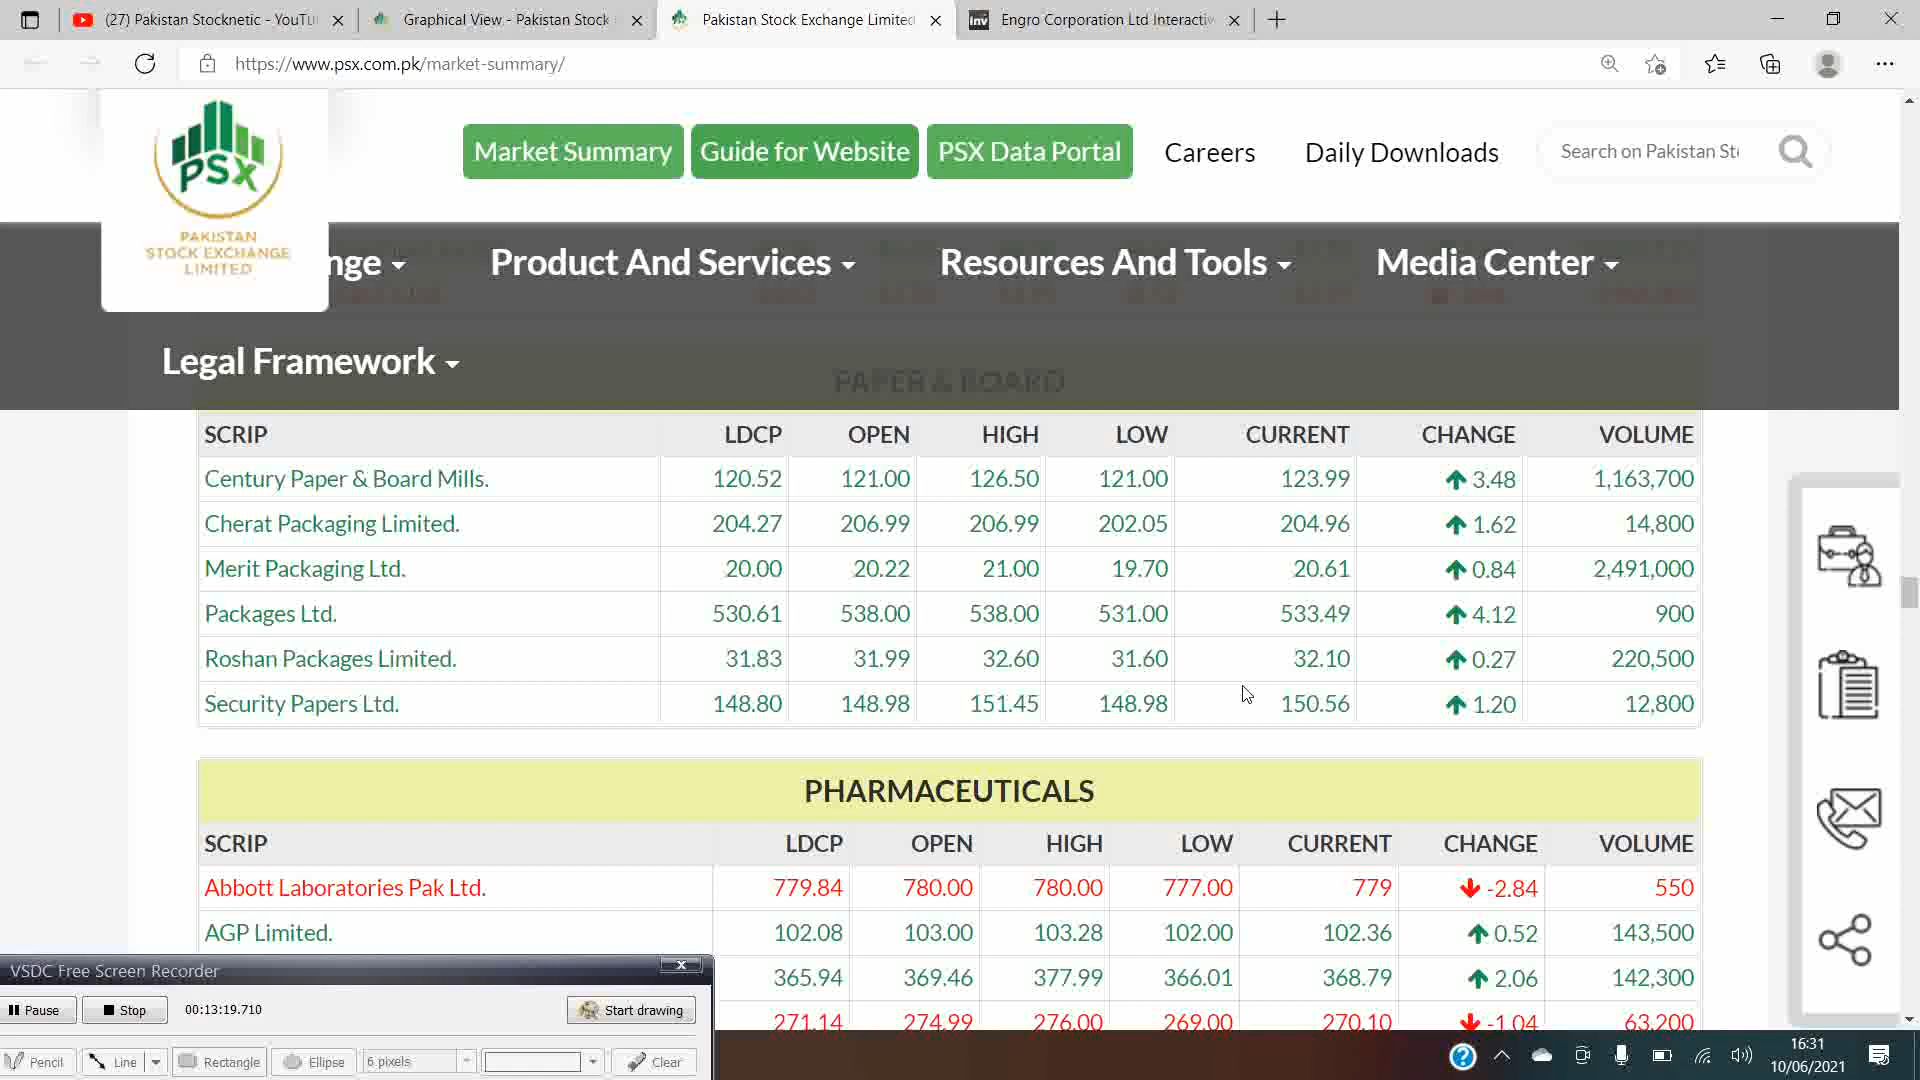 (27) Pakistan Stocknetic - YouTu
Graphical View - Pakistan Stock
Pakistan Stock Exchange Limited
Engro Corporation Ltd Interactiv
https://www.psx.com.pk/market-summary/
PSX
PAKISTAN
STOCK EXCHANGE
LIMITED
Market Summary
Guide for Website
PSX Data Portal
Careers
Daily Downloads
Search on Pakistan Sto
nge
Product And Services
Resources And Tools
Media Center
Legal Framework
PAPER & BOARD
SCRIP LDCP OPEN HIGH LOW CURRENT CHANGE VOLUME
Century Paper & Board Mills. 120.52 121.00 126.50 121.00 123.99 3.48 1,163,700
Cherat Packaging Limited. 204.27 206.99 206.99 202.05 204.96 1.62 14,800
Merit Packaging Ltd. 20.00 20.22 21.00 19.70 20.61 0.84 2,491,000
Packages Ltd. 530.61 538.00 538.00 531.00 533.49 4.12 900
Roshan Packages Limited. 31.83 31.99 32.60 31.60 32.10 0.27 220,500
Security Papers Ltd. 148.80 148.98 151.45 148.98 150.56 1.20 12,800
PHARMACEUTICALS
SCRIP LDCP OPEN HIGH LOW CURRENT CHANGE VOLUME
Abbott Laboratories Pak Ltd. 779.84 780.00 780.00 777.00 779 -2.84 550
AGP Limited. 102.08 103.00 103.28 102.00 102.36 0.52 143,500
365.94 369.46 377.99 366.01 368.79 2.06 142,300
271.14 274.99 276.00 269.00 270.10 -1.04 63,200
VSDC Free Screen Recorder
Pause
Stop
00:13:19.710
Start drawing
Pencil
Line
Rectangle
Ellipse
6 pixels
Clear
16:31
10/06/2021